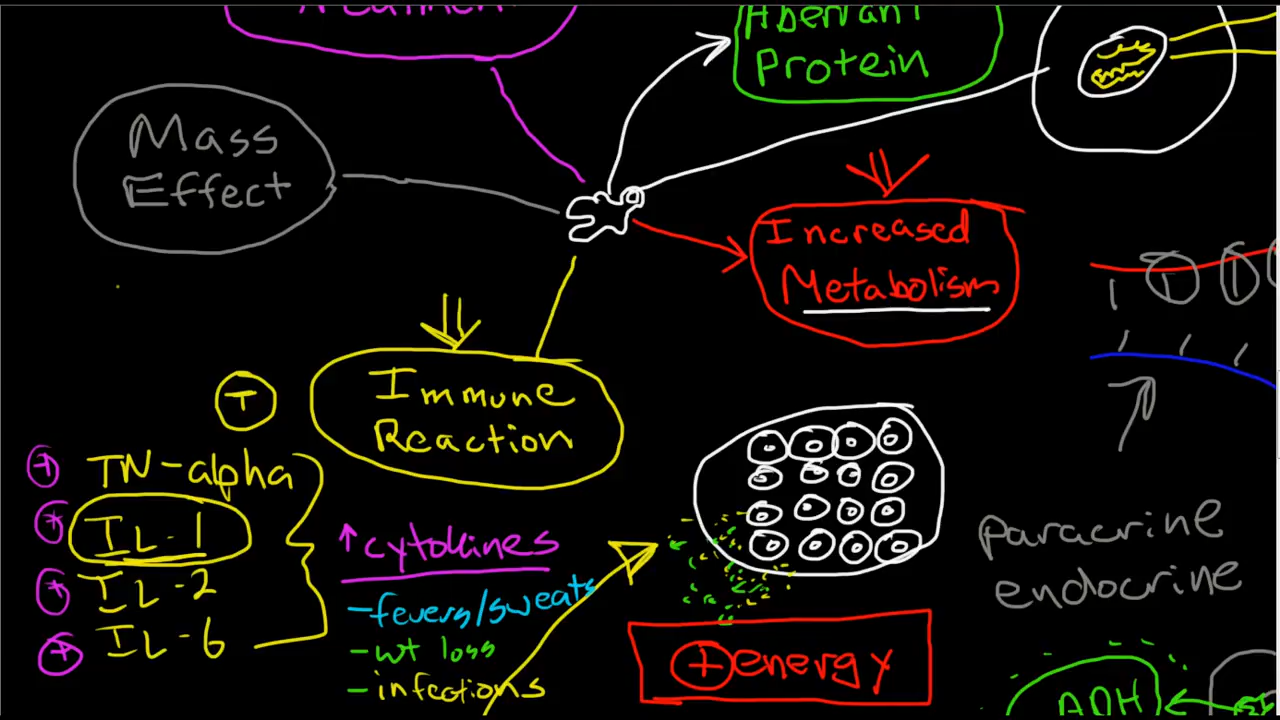 Treatment
Aberrant
Protein
Mass
Effect
Increased
Metabolism
Immune
Reaction
T
+ TN-alpha
+ IL-1
+ IL-2
+ IL-6
↑cytokines
-fevers/sweats
-wt loss
-infections
+energy
paracrine
endocrine
ADH